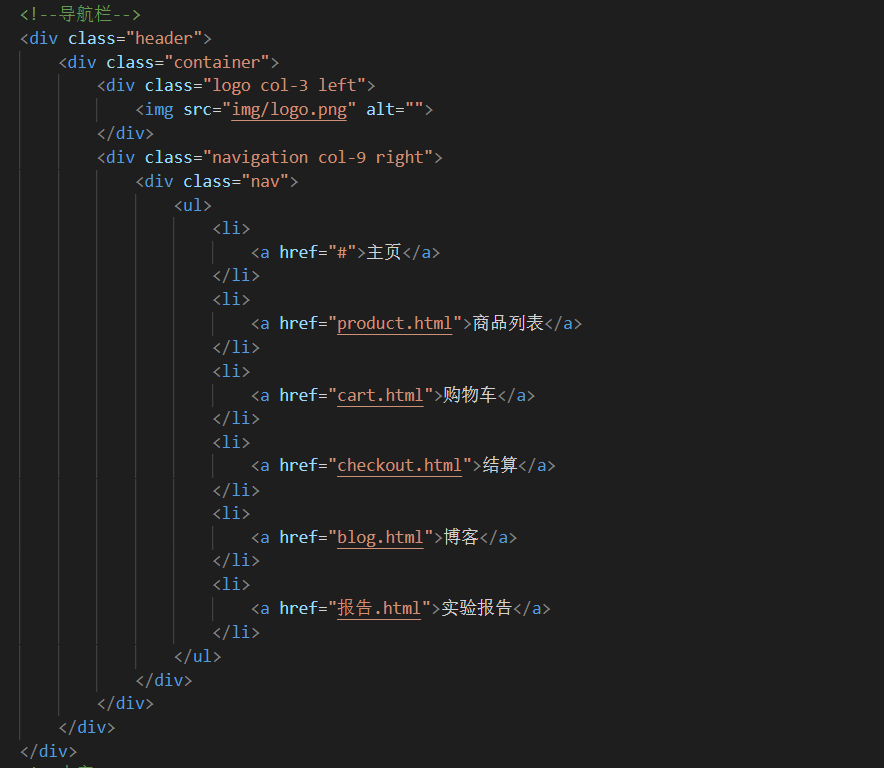 <!--导航栏-->
<div class="header">
<div class="container">
<div class="logo col-3 left">
<img src="img/logo.png" alt="">
</div>
<div class="navigation col-9 right">
<div class="nav">
<ul>
<li>
<a href="#">主页</a>
</li>
<li>
<a href="product.html">商品列表</a>
</li>
<li>
<a href="cart.html">购物车</a>
</li>
<li>
<a href="checkout.html">结算</a>
</li>
<li>
<a href="blog.html">博客</a>
</li>
<li>
<a href="报告.html">实验报告</a>
</li>
</ul>
</div>
</div>
</div>
</div>